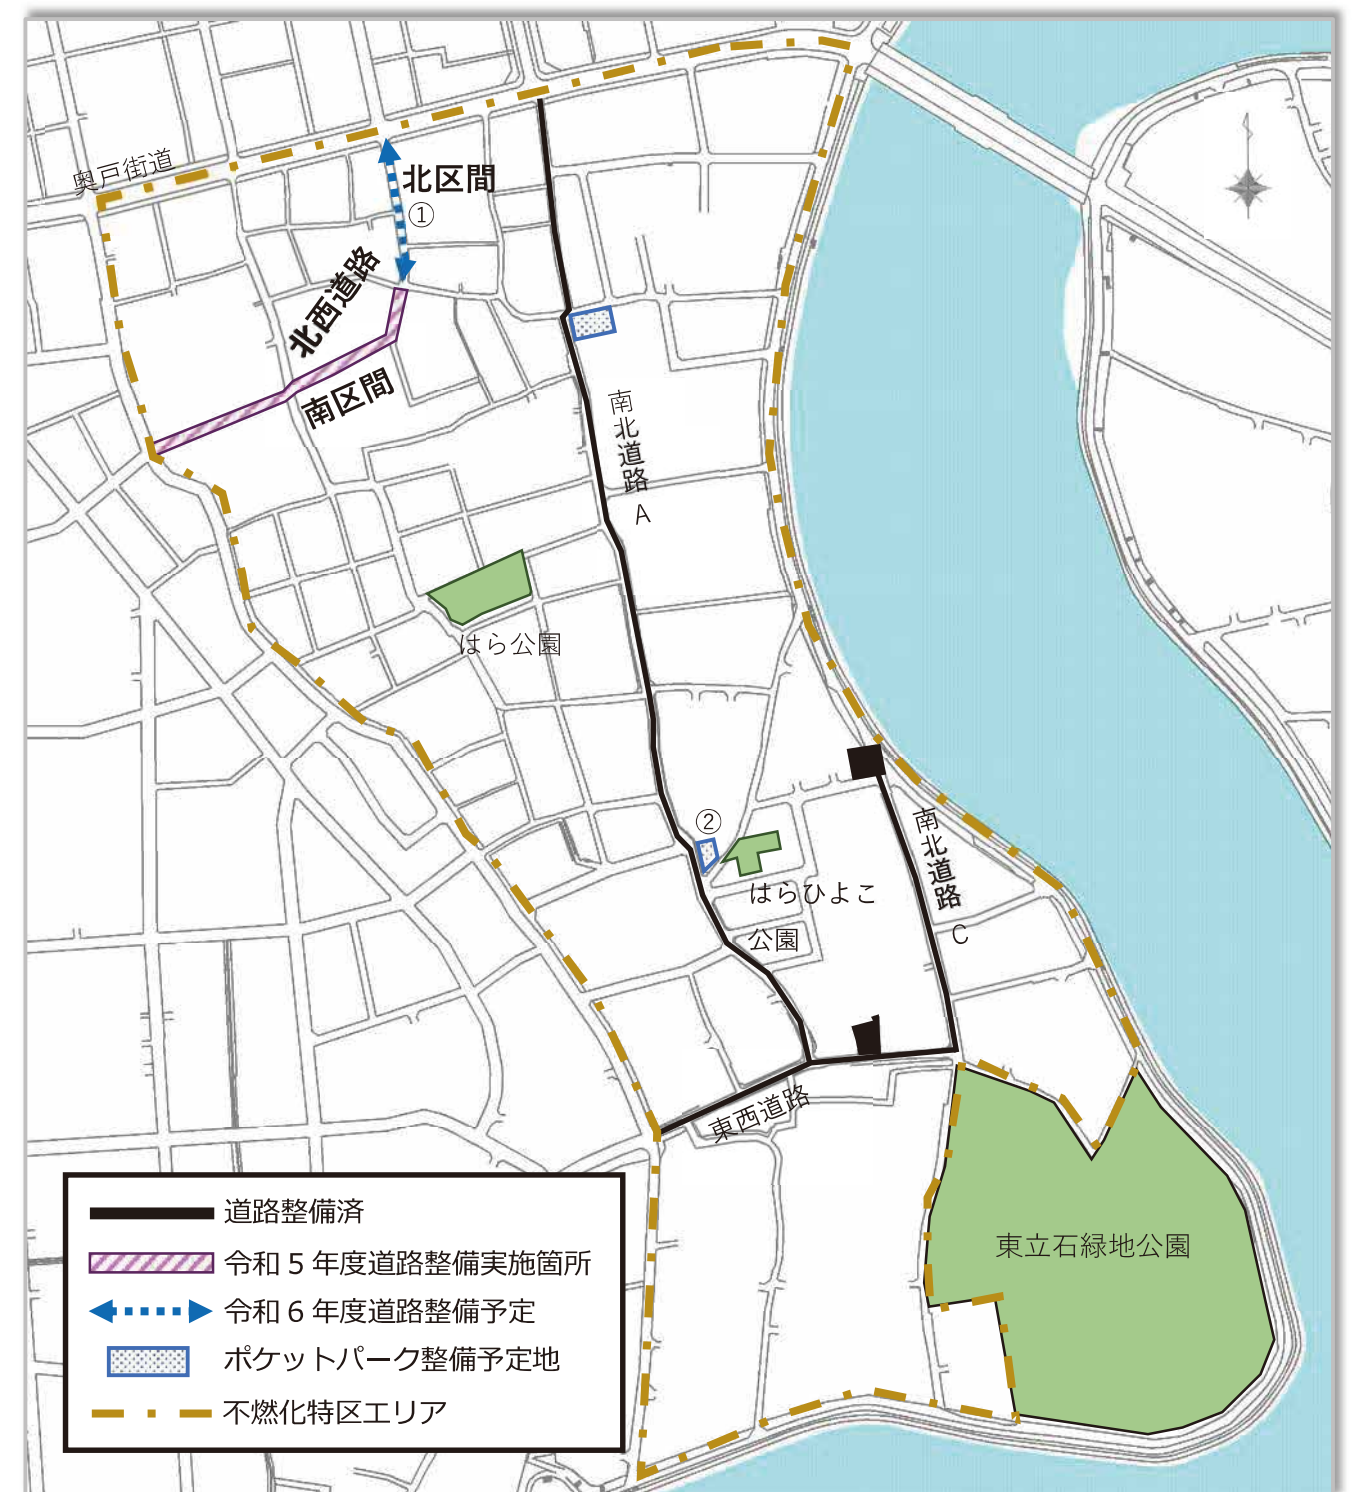 奥戸街道
北区間
①
北西道路
南区間
南北道路
A
はら公園
②
はらひよこ
公園
南北道路
C
東西道路
東立石緑地公園
道路整備済
令和5年度道路整備実施箇所
令和6年度道路整備予定
ポケットパーク整備予定地
不燃化特区エリア